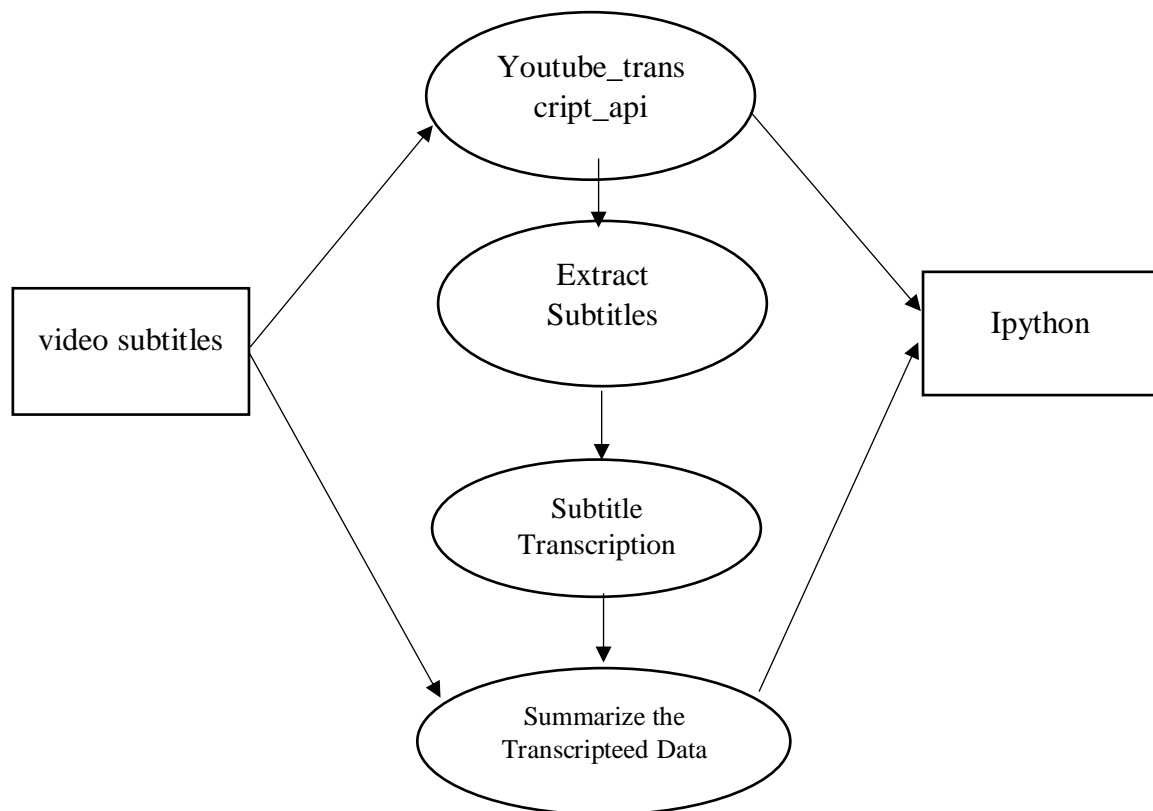 Youtube_trans
cript_api
Extract
Subtitles
video subtitles
Ipython
Subtitle
Transcription
Summarize the
Transcripteed Data